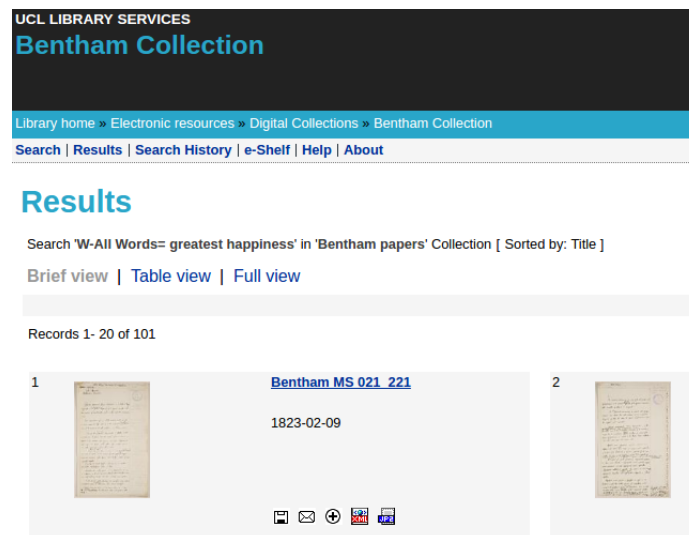 UCL LIBRARY SERVICES
Bentham Collection
Library home » Electronic resources » Digital Collections » Bentham Collection
Search | Results | Search History | e-Shelf | Help | About
Results
Search 'W-All Words= greatest happiness' in 'Bentham papers' Collection [ Sorted by: Title ]
Brief view | Table view | Full view
Records 1- 20 of 101
1
Bentham MS 021_221
2
1823-02-09
XML
JP2